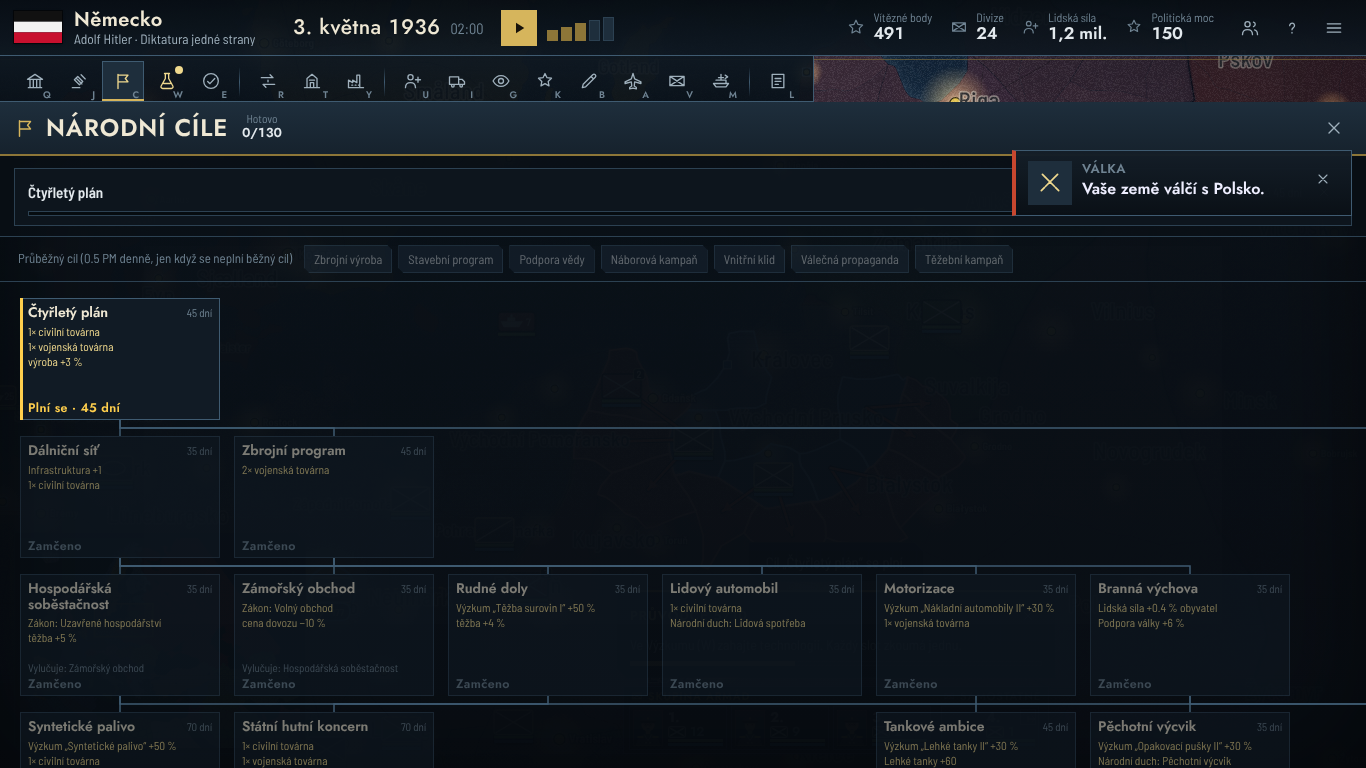 Německo
Adolf Hitler · Diktatura jedné strany
3. května 1936 02:00
Vítězné body
491
Divize
24
Lidská síla
1,2 mil.
Politická moc
150
?
Q J C W E R T Y U I G K B A V M L
Pskov
Riga
NÁRODNÍ CÍLE
Hotovo
0/130
Čtyřletý plán
VÁLKA
Vaše země válčí s Polsko.
Průběžný cíl (0.5 PM denně, jen když se neplní běžný cíl)
Zbrojní výroba
Stavební program
Podpora vědy
Náborová kampaň
Vnitřní klid
Válečná propaganda
Těžební kampaň
Čtyřletý plán 45 dní
1× civilní továrna
1× vojenská továrna
výroba +3 %
Plní se · 45 dní
Dálniční síť 35 dní
Infrastruktura +1
1× civilní továrna
Zamčeno
Zbrojní program 45 dní
2× vojenská továrna
Zamčeno
Hospodářská soběstačnost 35 dní
Zákon: Uzavřené hospodářství
těžba +5 %
Vylučuje: Zámořský obchod
Zamčeno
Zámořský obchod 35 dní
Zákon: Volný obchod
cena dovozu −10 %
Vylučuje: Hospodářská soběstačnost
Zamčeno
Rudné doly 35 dní
Výzkum „Těžba surovin I" +50 %
těžba +4 %
Zamčeno
Lidový automobil 35 dní
1× civilní továrna
Národní duch: Lidová spotřeba
Zamčeno
Motorizace 35 dní
Výzkum „Nákladní automobily II" +30 %
1× vojenská továrna
Zamčeno
Branná výchova 35 dní
Lidská síla +0.4 % obyvatel
Podpora války +6 %
Zamčeno
Syntetické palivo 70 dní
Výzkum „Syntetické palivo" +50 %
1× civilní továrna
Státní hutní koncern 70 dní
1× civilní továrna
1× vojenská továrna
Tankové ambice 45 dní
Výzkum „Lehké tanky II" +30 %
Lehké tanky +60
Pěchotní výcvik 35 dní
Výzkum „Opakovací pušky II" +30 %
Národní duch: Pěchotní výcvik